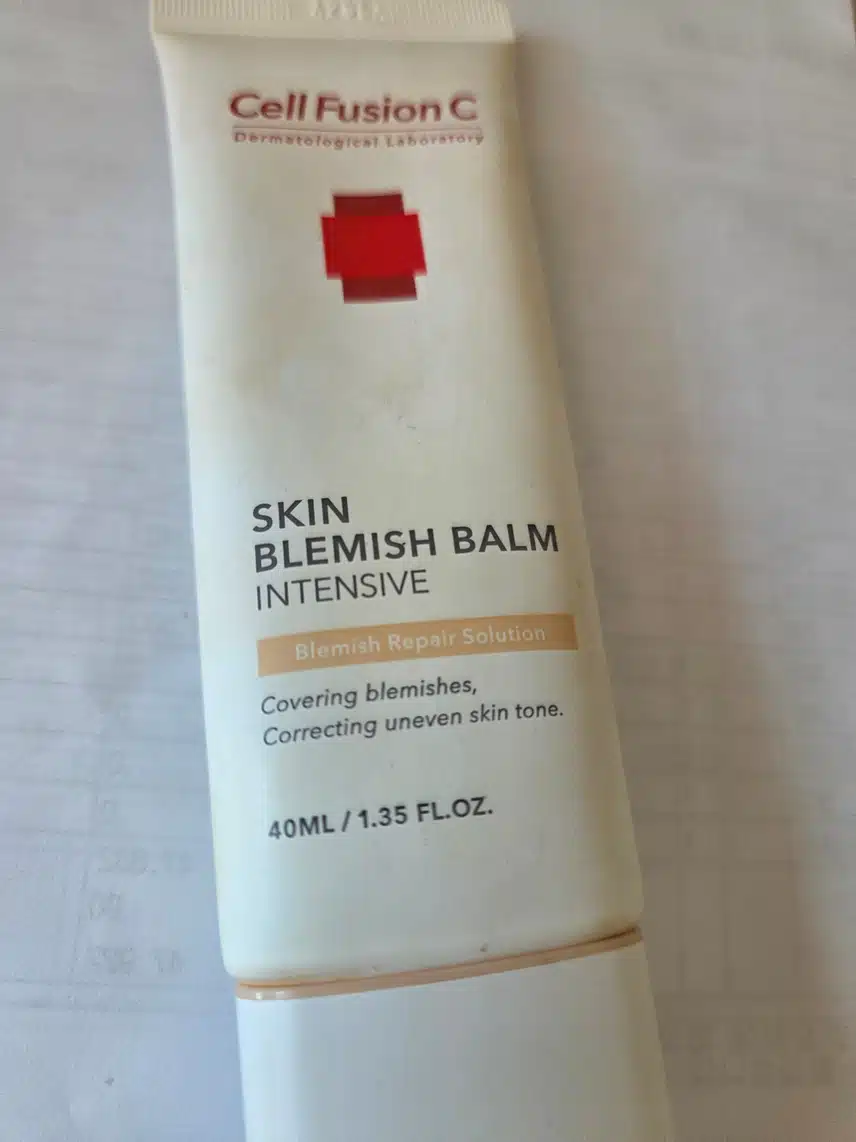 Cell Fusion C
Dermatological Laboratory
SKIN
BLEMISH BALM
INTENSIVE
Blemish Repair Solution
Covering blemishes,
Correcting uneven skin tone.
40ML / 1.35 FL.OZ.